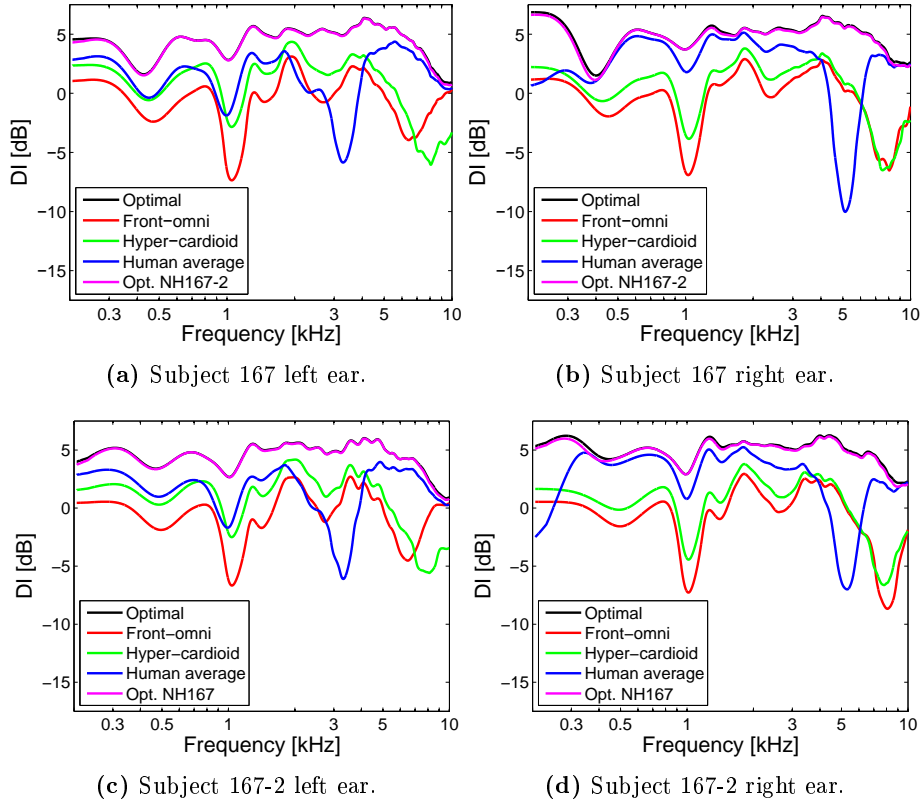 5
0
−5
−10
−15
DI [dB]
Optimal
Front−omni
Hyper−cardioid
Human average
Opt. NH167-2
0.3 0.5 1 2 3 5 10
Frequency [kHz]
(a) Subject 167 left ear.
5
0
−5
−10
−15
DI [dB]
Optimal
Front−omni
Hyper−cardioid
Human average
Opt. NH167-2
0.3 0.5 1 2 3 5 10
Frequency [kHz]
(b) Subject 167 right ear.
5
0
−5
−10
−15
DI [dB]
Optimal
Front−omni
Hyper−cardioid
Human average
Opt. NH167
0.3 0.5 1 2 3 5 10
Frequency [kHz]
(c) Subject 167-2 left ear.
5
0
−5
−10
−15
DI [dB]
Optimal
Front−omni
Hyper−cardioid
Human average
Opt. NH167
0.3 0.5 1 3 5 10
Frequency [kHz]
(d) Subject 167-2 right ear.